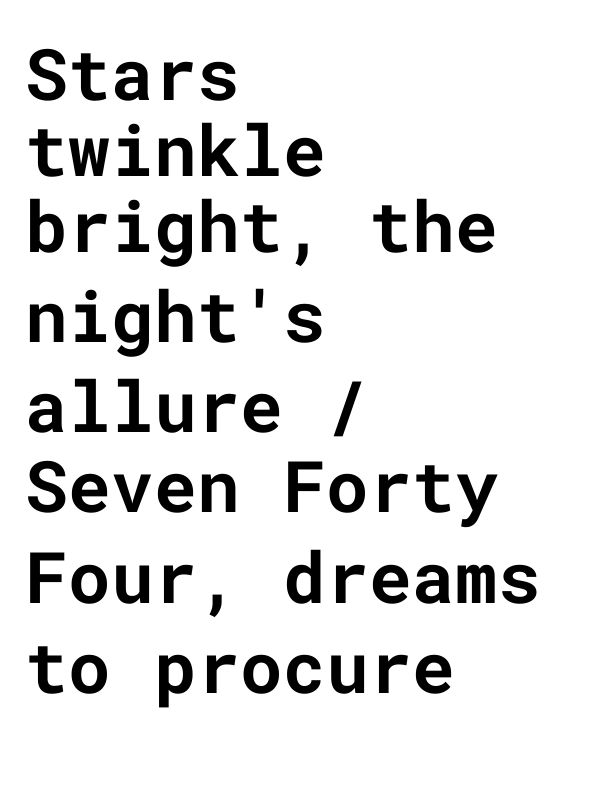 Stars
twinkle
bright, the
night's
allure /
Seven Forty
Four, dreams
to procure